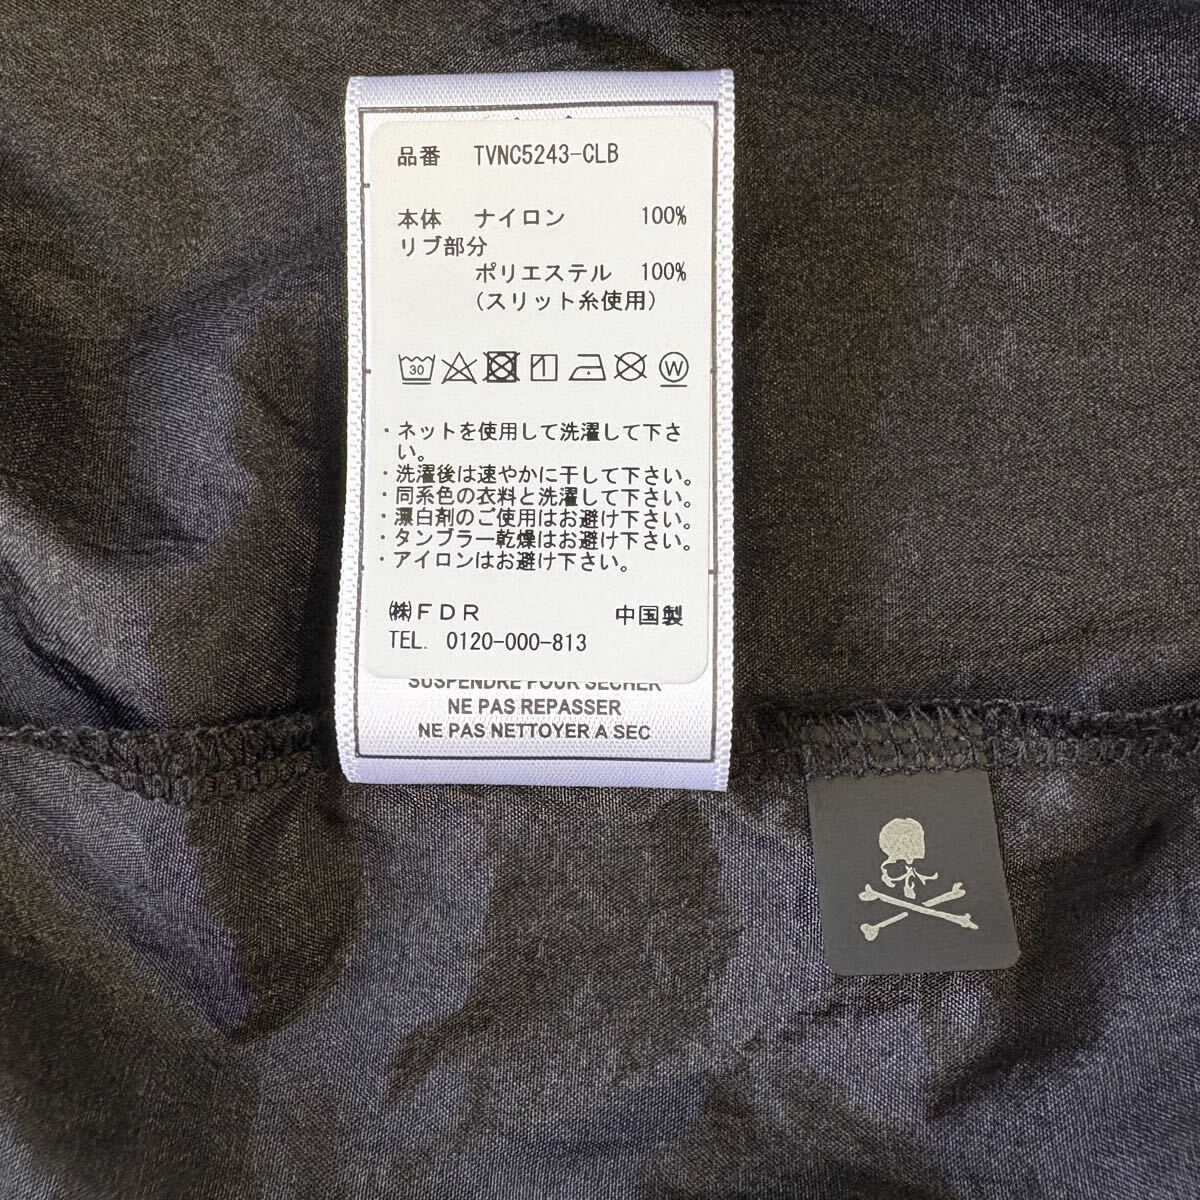 品番 TVNC5243-CLB
本体 ナイロン 100%
リブ部分
ポリエステル 100%
(スリット糸使用)
30
W
・ネットを使用して洗濯して下さ
い。
・洗濯後は速やかに干して下さい。
・同系色の衣料と洗濯して下さい。
・漂白剤のご使用はお避け下さい。
・タンブラー乾燥はお避け下さい。
・アイロンはお避け下さい。
㈱FDR 中国製
TEL. 0120-000-813
SUSPENDRE POUR SECHER
NE PAS REPASSER
NE PAS NETTOYER A SEC